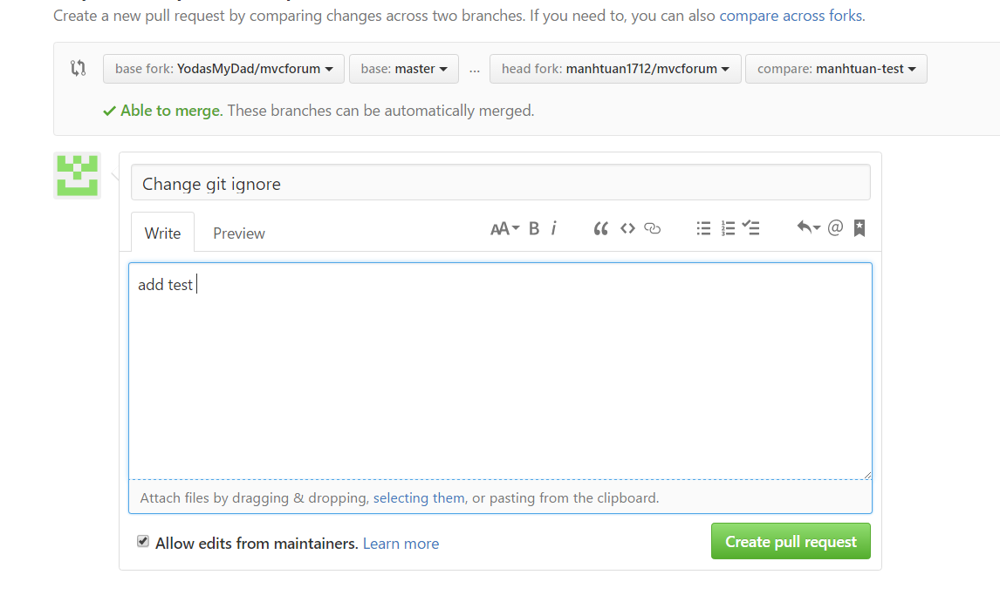 Create a new pull request by comparing changes across two branches. If you need to, you can also compare across forks.
base fork: YodasMyDad/mvcforum base: master ... head fork: manhtuan1712/mvcforum compare: manhtuan-test
Able to merge. These branches can be automatically merged.
Change git ignore
Write Preview AA B i
add test
Attach files by dragging & dropping, selecting them, or pasting from the clipboard.
Allow edits from maintainers. Learn more
Create pull request